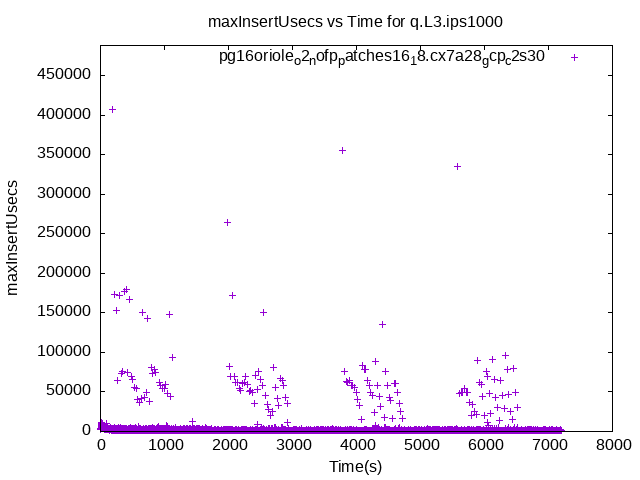 maxInsertUsecs vs Time for q.L3.ips1000
pg16oriole_o2_nofp_patches16_18.cx7a28_gcp_c2s30
450000
400000
350000
300000
250000
200000
150000
100000
50000
0
maxInsertUsecs
0 1000 2000 3000 4000 5000 6000 7000 8000
Time(s)